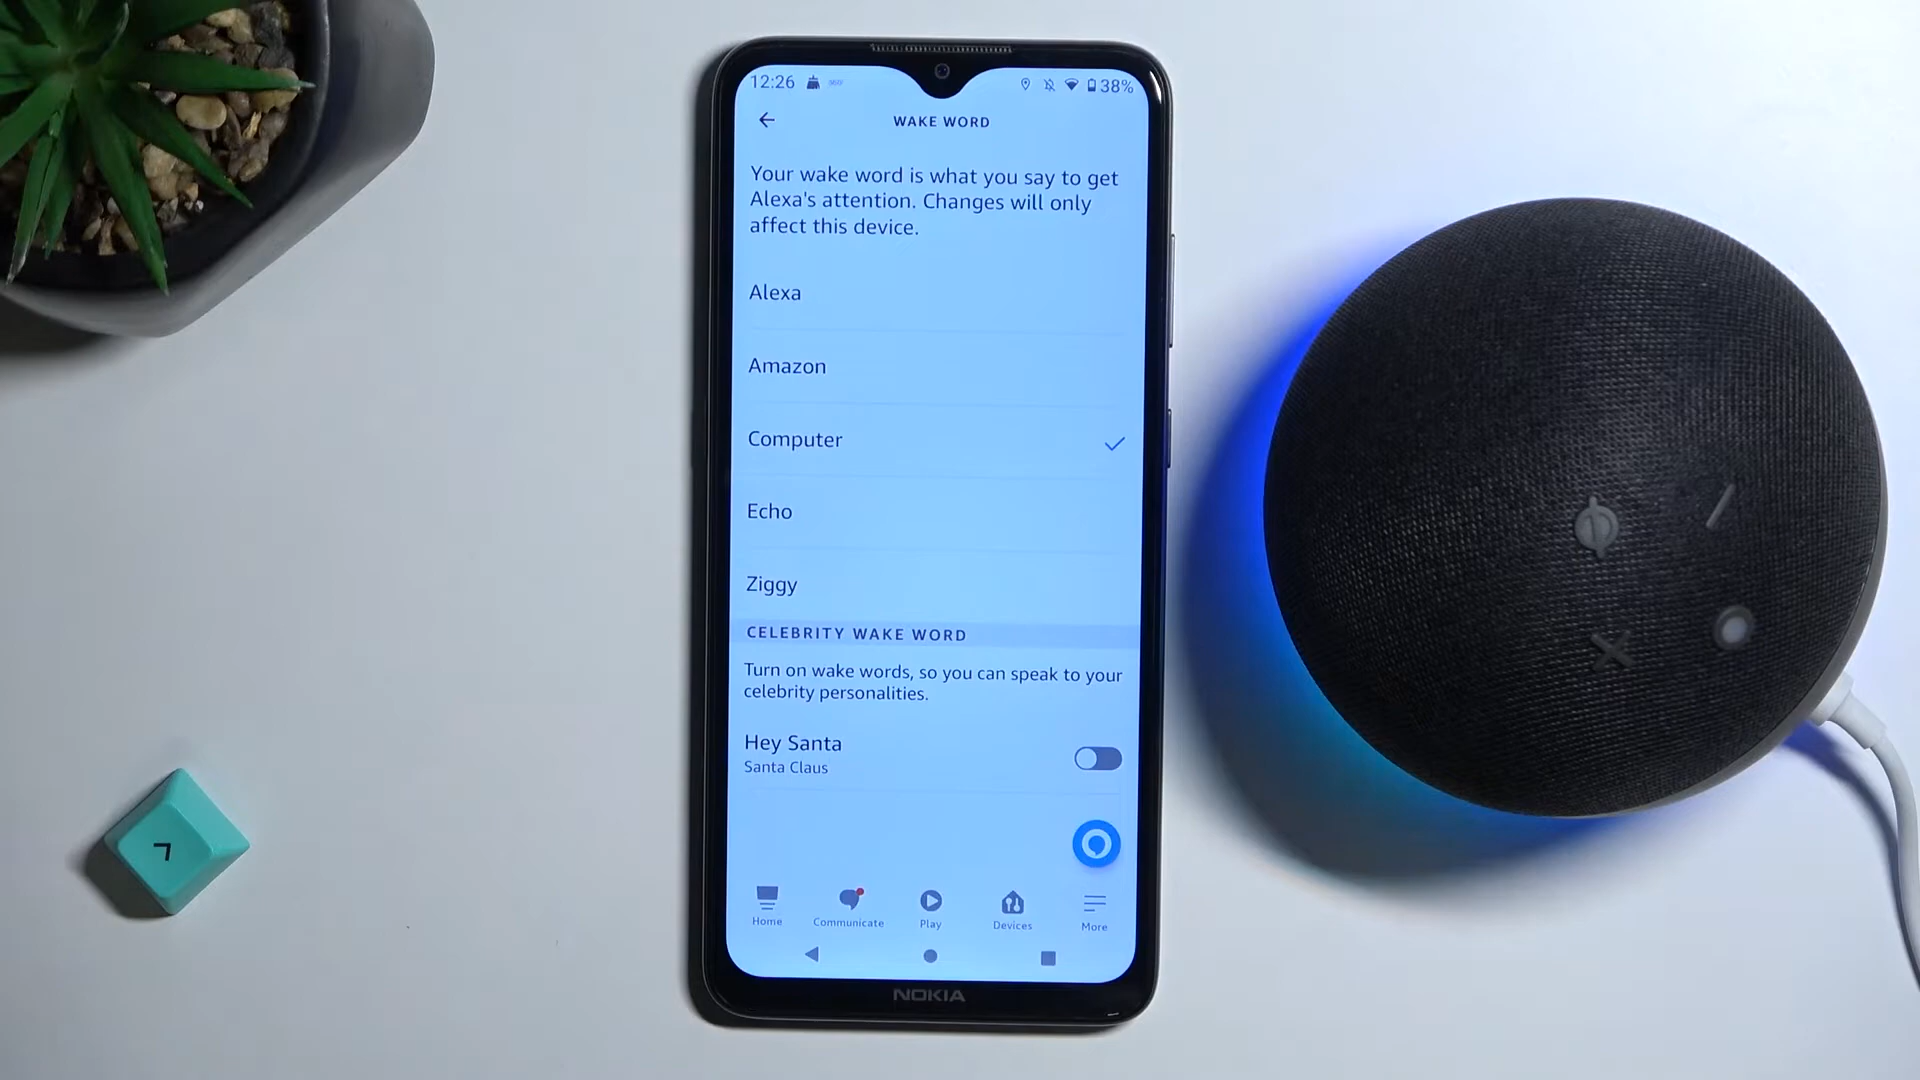 12:26
38%
WAKE WORD
Your wake word is what you say to get
Alexa's attention. Changes will only
affect this device.
Alexa
Amazon
Computer
Echo
Ziggy
CELEBRITY WAKE WORD
Turn on wake words, so you can speak to your
celebrity personalities.
Hey Santa
Santa Claus
Home
Communicate
Play
Devices
More
NOKIA